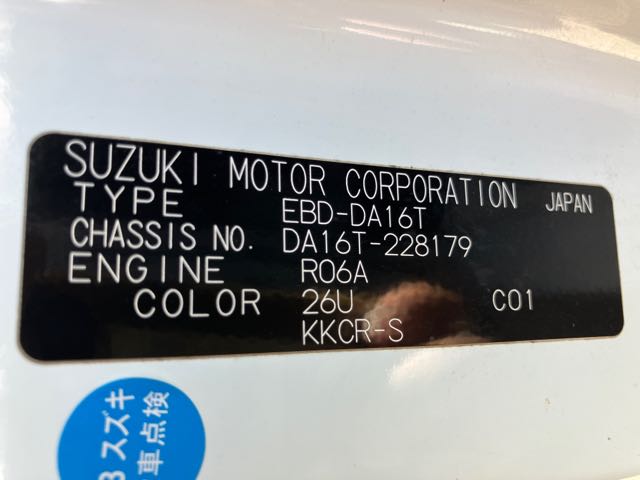 SUZUKI MOTOR CORPORATION JAPAN
TYPE EBD-DA16T
CHASSIS NO. DA16T-228179
ENGINE R06A
COLOR 26U C01
KKCR-S
スズキ
車点検